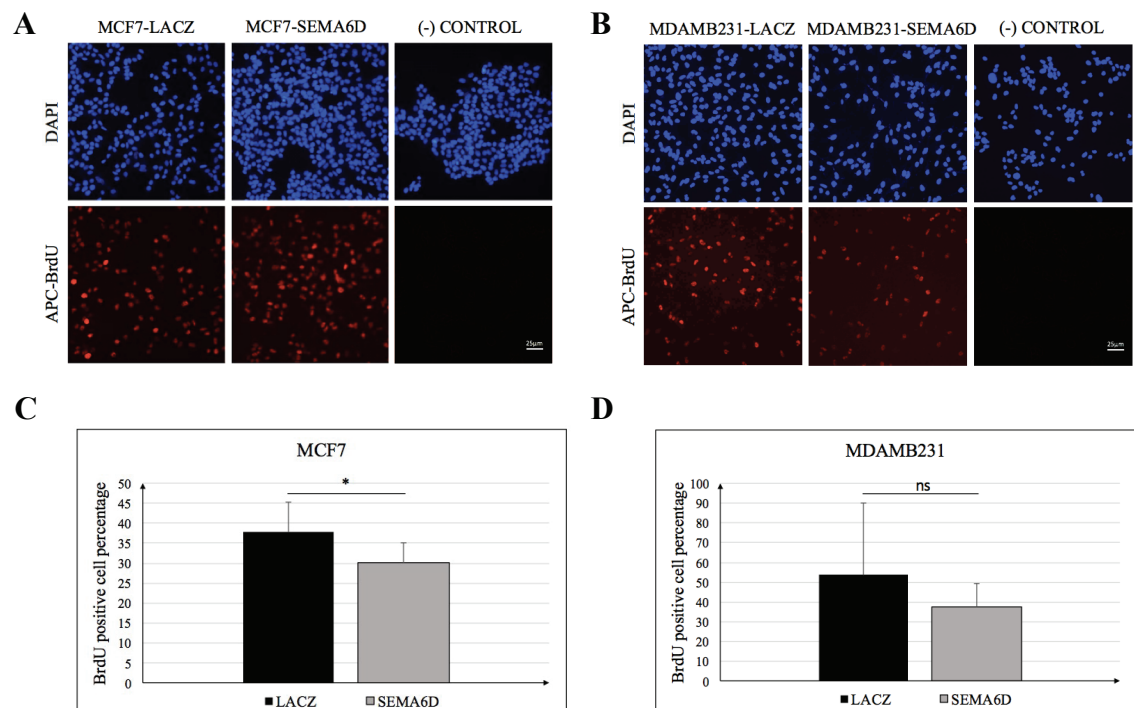 A
MCF7-LACZ MCF7-SEMA6D (-) CONTROL
DAPI
APC-BrdU
25µm
B
MDAMB231-LACZ MDAMB231-SEMA6D (-) CONTROL
DAPI
APC-BrdU
25µm
C
MCF7
BrdU positive cell percentage
50
45
40
35
30
25
20
15
10
5
0
*
LACZ SEMA6D
D
MDAMB231
BrdU positive cell percentage
100
90
80
70
60
50
40
30
20
10
0
ns
LACZ SEMA6D